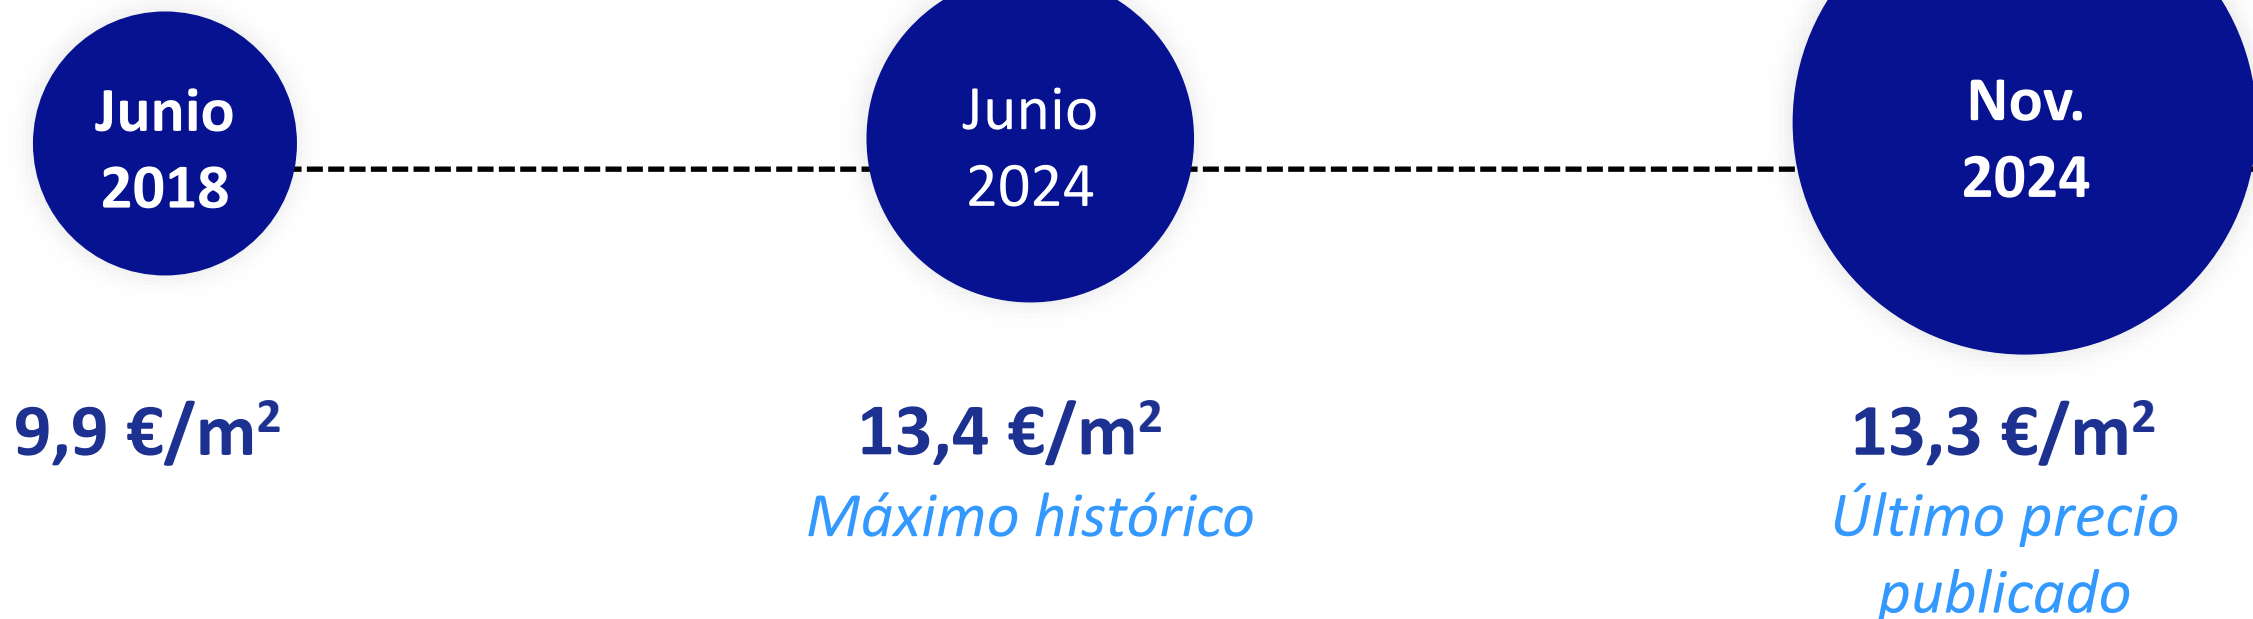 Junio
2018
Junio
2024
Nov.
2024
9,9 €/m²
13,4 €/m²
13,3 €/m²
Máximo histórico
Último precio
publicado